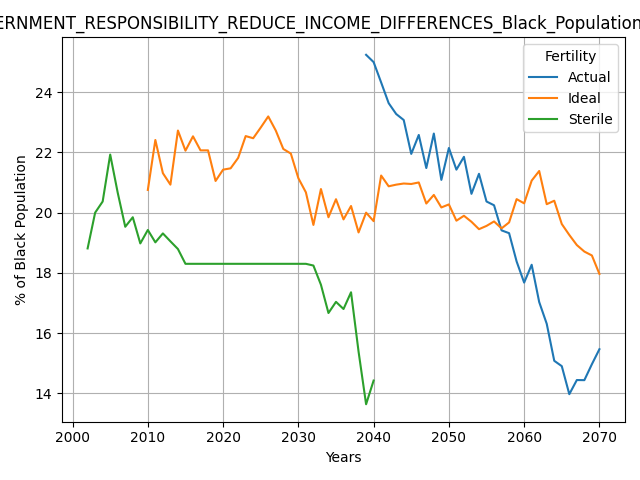 ERNMENT_RESPONSIBILITY_REDUCE_INCOME_DIFFERENCES_Black_Population
Fertility
Actual
Ideal
Sterile
% of Black Population
24
22
20
18
16
14
2000 2010 2020 2030 2040 2050 2060 2070
Years